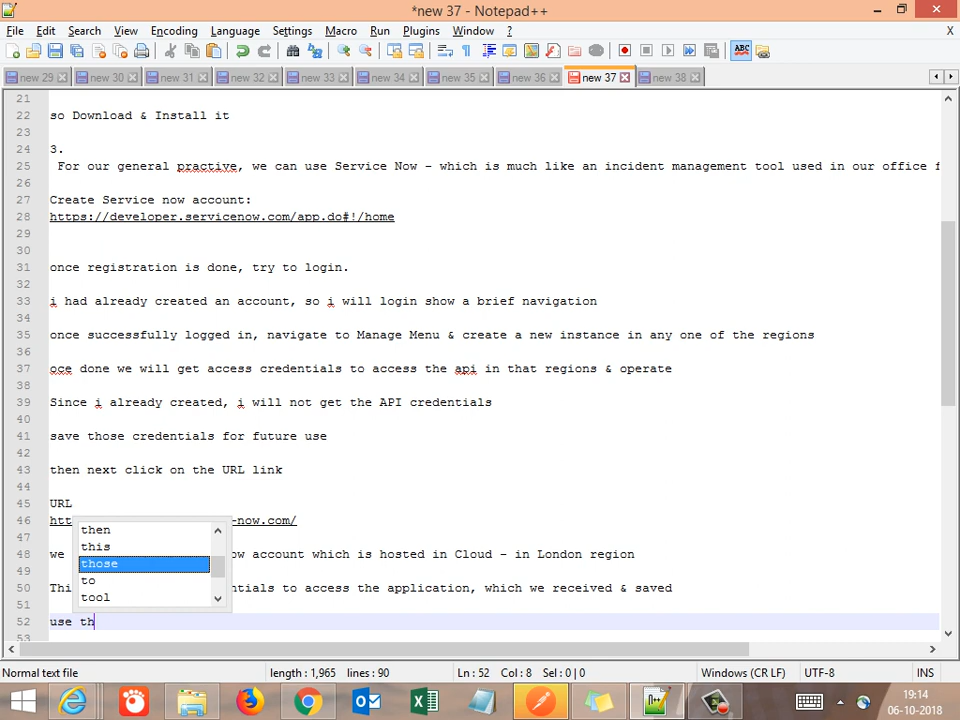 *new 37 - Notepad++
File Edit Search View Encoding Language Settings Macro Run Plugins Window ? X
new 29 new 30 new 31 new 32 new 33 new 34 new 35 new 36 new 37 new 38
21
22 so Download & Install it
23
24 3.
25 For our general practive, we can use Service Now - which is much like an incident management tool used in our office f
26
27 Create Service now account:
28 https://developer.servicenow.com/app.do#!/home
29
30
31 once registration is done, try to login.
32
33 i had already created an account, so i will login show a brief navigation
34
35 once successfully logged in, navigate to Manage Menu & create a new instance in any one of the regions
36
37 oce done we will get access credentials to access the api in that regions & operate
38
39 Since i already created, i will not get the API credentials
40
41 save those credentials for future use
42
43 then next click on the URL link
44
45 URL
46 htt -now.com/
47
48 we ow account which is hosted in Cloud - in London region
49
50 Thi ntials to access the application, which we received & saved
51
52 use th
53
then
this
those
to
tool
Normal text file length : 1,965 lines : 90 Ln : 52 Col : 8 Sel : 0 | 0 Windows (CR LF) UTF-8 INS
19:14
06-10-2018